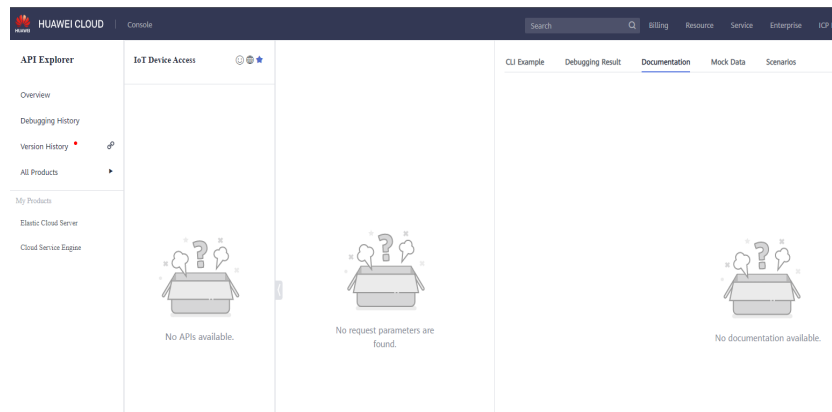 HUAWEI
HUAWEI CLOUD
Console
Search
Billing
Resource
Service
Enterprise
API Explorer
Overview
Debugging History
Version History
All Products
My Products
Elastic Cloud Server
Cloud Service Engine
IoT Device Access
No APIs available.
No request parameters are
found.
CLI Example
Debugging Result
Documentation
Mock Data
Scenarios
No documentation available.